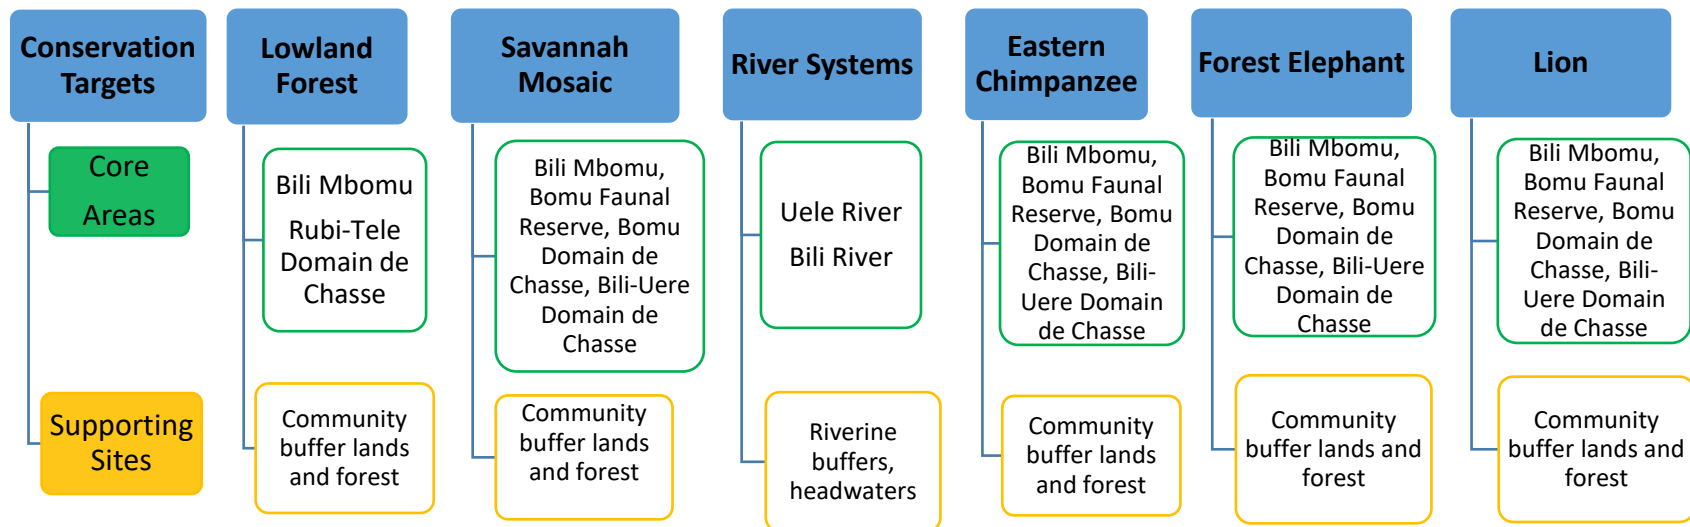 Conservation
Targets
Core
Areas
Supporting
Sites
Lowland
Forest
Bili Mbomu
Rubi-Tele
Domain de
Chasse
Community
buffer lands
and forest
Savannah
Mosaic
Bili Mbomu,
Bomu Faunal
Reserve, Bomu
Domain de
Chasse, Bili-Uere
Domain de
Chasse
Community
buffer lands
and forest
River Systems
Uele River
Bili River
Riverine
buffers,
headwaters
Eastern
Chimpanzee
Bili Mbomu,
Bomu Faunal
Reserve, Bomu
Domain de
Chasse, Bili-
Uere Domain
de Chasse
Community
buffer lands
and forest
Forest Elephant
Bili Mbomu,
Bomu Faunal
Reserve, Bomu
Domain de
Chasse, Bili-Uere
Domain de
Chasse
Community
buffer lands and
forest
Lion
Bili Mbomu,
Bomu Faunal
Reserve, Bomu
Domain de
Chasse, Bili-
Uere Domain
de Chasse
Community
buffer lands and
forest